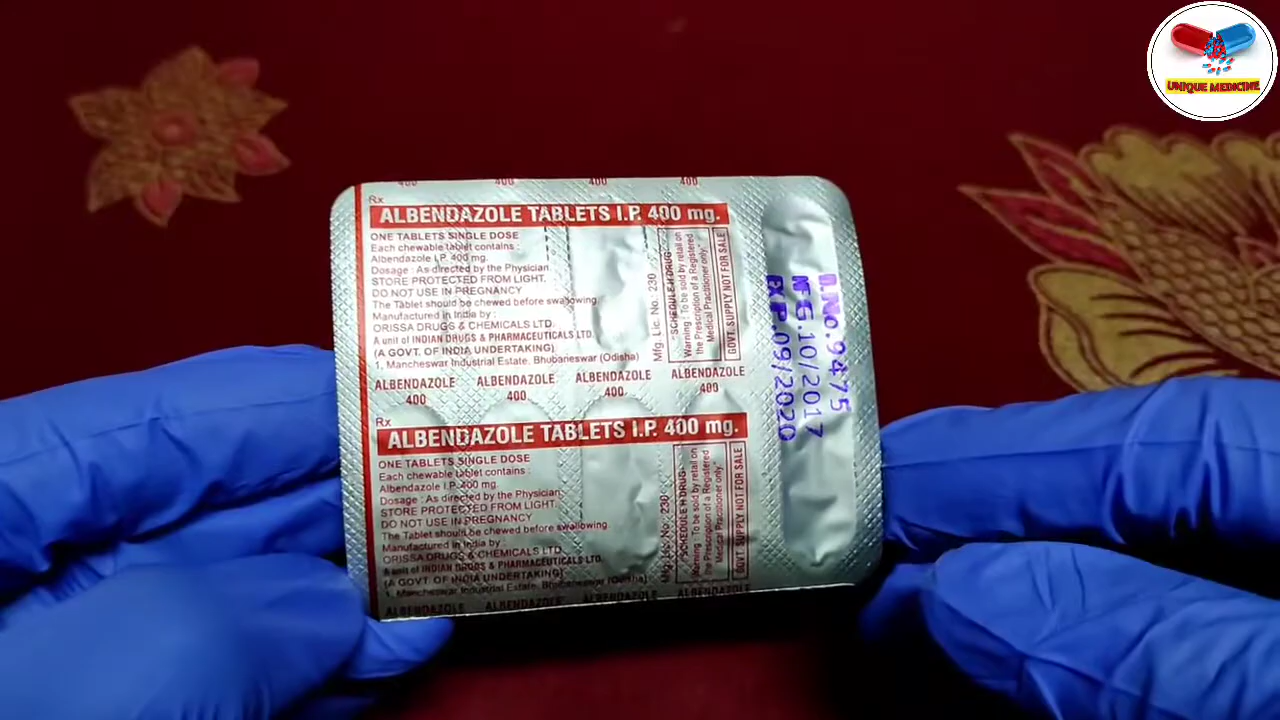 UNIQUE MEDICINE
400 400 400 400
Rx
ALBENDAZOLE TABLETS I.P. 400 mg.
ONE TABLETS SINGLE DOSE
Each chewable tablet contains :
Albendazole I.P. 400 mg.
Dosage : As directed by the Physician.
STORE PROTECTED FROM LIGHT.
DO NOT USE IN PREGNANCY
The Tablet should be chewed before swallowing.
Manufactured in India by :
ORISSA DRUGS & CHEMICALS LTD.
A unit of INDIAN DRUGS & PHARMACEUTICALS LTD.
(A GOVT. OF INDIA UNDERTAKING)
1, Mancheswar Industrial Estate, Bhubaneswar (Odisha)
Mfg. Lic. No. 230
"SCHEDULE H DRUG"
Warning : To be sold by retail on
the Prescription of a Registered
Medical Practitioner only."
GOVT. SUPPLY NOT FOR SALE
B.No.9475
MFG.10/2017
EXP.09/2020
ALBENDAZOLE ALBENDAZOLE ALBENDAZOLE ALBENDAZOLE
400 400. 400. 400
Rx
ALBENDAZOLE TABLETS I.P. 400 mg.
ONE TABLETS SINGLE DOSE
Each chewable tablet contains :
Albendazole I.P. 400 mg.
Dosage : As directed by the Physician.
STORE PROTECTED FROM LIGHT.
DO NOT USE IN PREGNANCY
The Tablet should be chewed before swallowing.
Manufactured in India by :
ORISSA DRUGS & CHEMICALS LTD.
A unit of INDIAN DRUGS & PHARMACEUTICALS LTD.
(A GOVT. OF INDIA UNDERTAKING)
1, Mancheswar Industrial Estate, Bhubaneswar (Odisha)
Mfg. Lic. No. 230
"SCHEDULE H DRUG"
Warning : To be sold by retail on
the Prescription of a Registered
Medical Practitioner only."
GOVT. SUPPLY NOT FOR SALE
ALBENDAZOLE ALBENDAZOLE ALBENDAZOLE ALBENDAZOLE